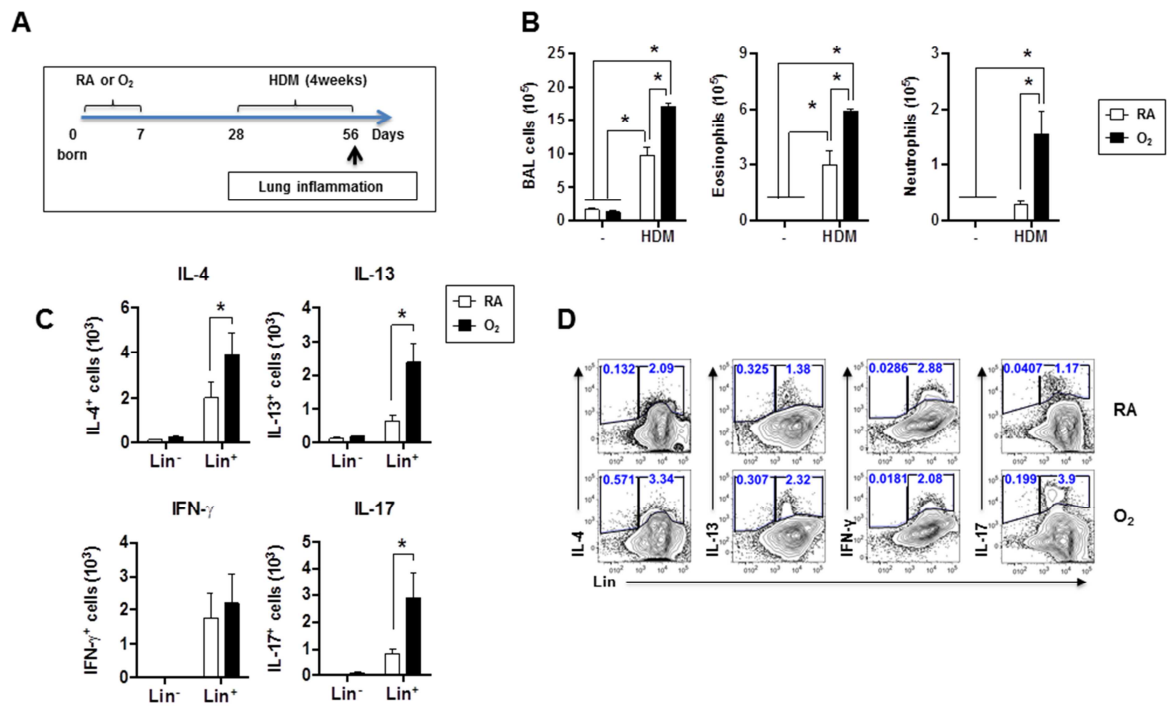 A
RA or O₂
HDM (4weeks)
0
7
28
56
Days
born
Lung inflammation
B
BAL cells (10⁵)
25
20
15
10
5
0
*
*
*
-
HDM
Eosinophils (10⁵)
9
6
3
0
*
*
*
-
HDM
Neutrophils (10⁵)
3
2
1
0
*
*
-
HDM
RA
O₂
C
IL-4
IL-4⁺ cells (10³)
6
4
2
0
*
Lin⁻
Lin⁺
IL-13
IL-13⁺ cells (10³)
4
3
2
1
0
*
Lin⁻
Lin⁺
RA
O₂
IFN-γ
IFN-γ⁺ cells (10³)
4
3
2
1
0
Lin⁻
Lin⁺
IL-17
IL-17⁺ cells (10³)
5
4
3
2
1
0
*
Lin⁻
Lin⁺
D
0.132 2.09
0.325 1.38
0.0286 2.88
0.0407 1.17
RA
0.571 3.34
0.307 2.32
0.0181 2.08
0.199 3.9
O₂
IL-4
IL-13
IFN-γ
IL-17
Lin